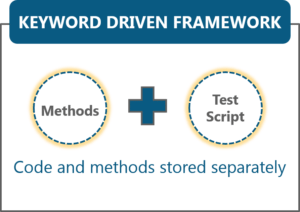 KEYWORD DRIVEN FRAMEWORK
Methods
Test
Script
Code and methods stored separately